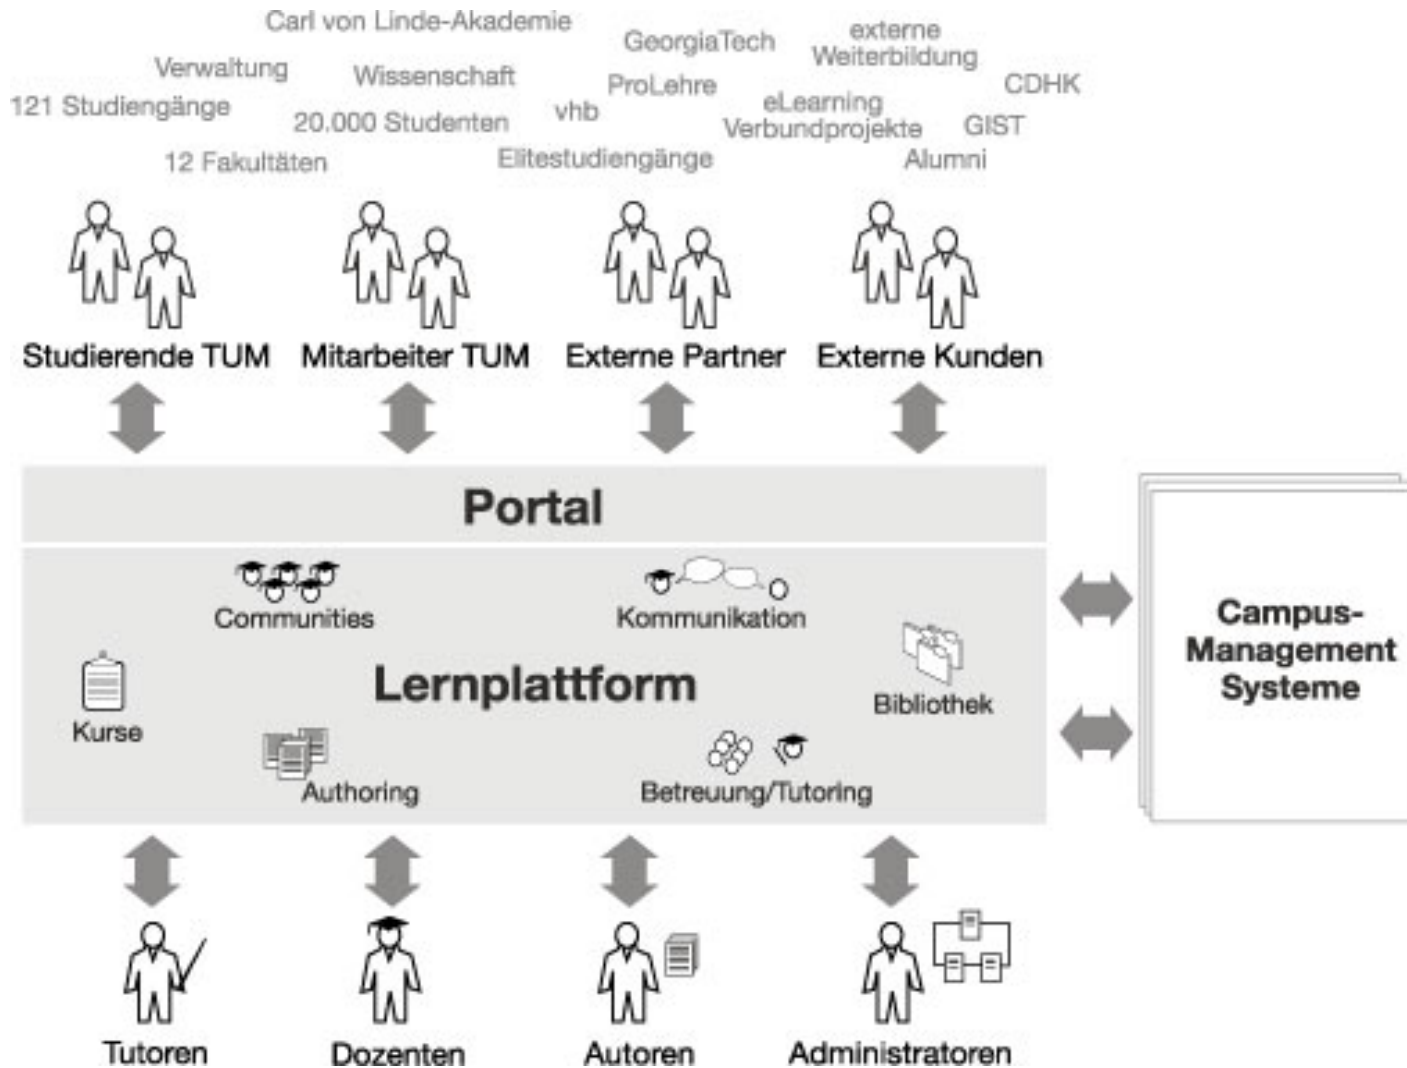 Carl von Linde-Akademie
GeorgiaTech
externe
Weiterbildung
Verwaltung
Wissenschaft
ProLehre
CDHK
121 Studiengänge
20.000 Studenten
vhb
eLearning
Verbundprojekte
GIST
12 Fakultäten
Elitestudiengänge
Alumni
Studierende TUM
Mitarbeiter TUM
Externe Partner
Externe Kunden
Portal
Communities
Kommunikation
Lernplattform
Kurse
Bibliothek
Authoring
Betreuung/Tutoring
Campus-
Management
Systeme
Tutoren
Dozenten
Autoren
Administratoren